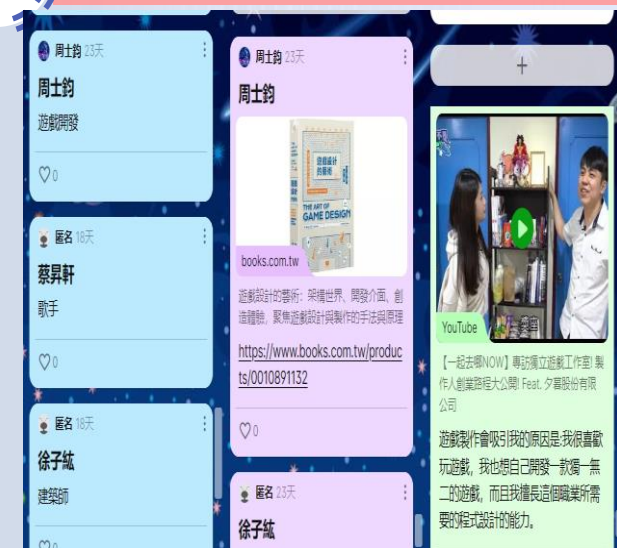 周士鈞 23天
周士鈞
遊戲開發
0
匿名 18天
蔡昇軒
歌手
0
匿名 18天
徐子紘
建築師
0
周士鈞 23天
周士鈞
遊戲設計
的藝術
THE ART OF
GAME DESIGN
books.com.tw
遊戲設計的藝術：架構世界、開發介面、創
造體驗，聚焦遊戲設計與製作的手法與原理
https://www.books.com.tw/produc
ts/0010891132
0
匿名 23天
徐子紘
+
YouTube
【一起去哪NOW】專訪獨立遊戲工作室! 製
作人創業路程大公開! Feat. 夕暮股份有限
公司
遊戲製作會吸引我的原因是:我很喜歡
玩遊戲，我也想自己開發一款獨一無
二的遊戲，而且我擅長這個職業所需
要的程式設計的能力。